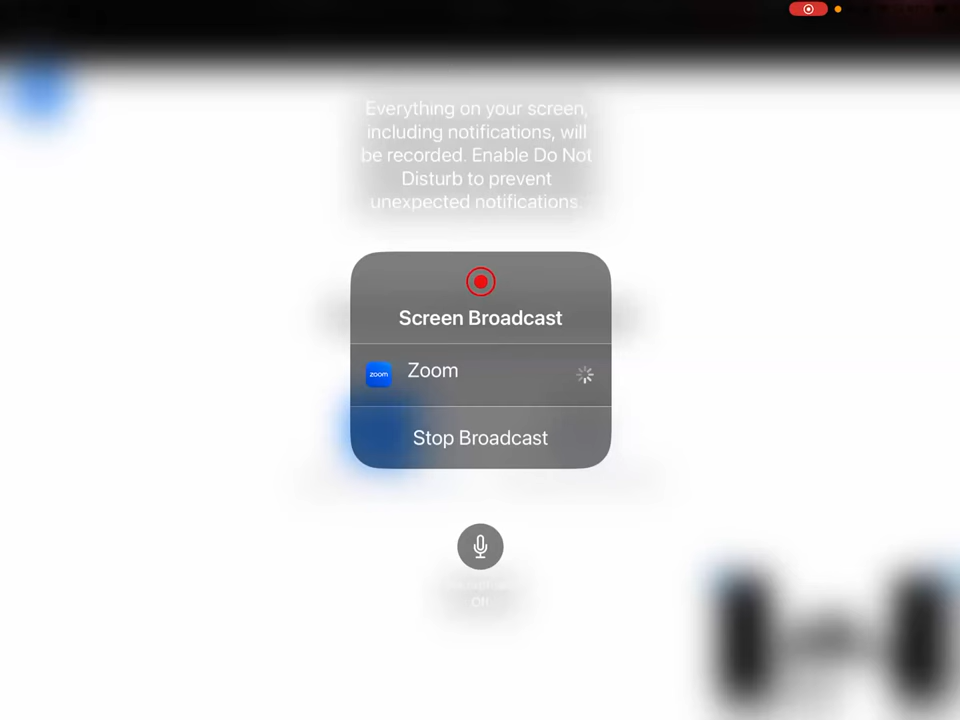 Everything on your screen,
including notifications, will
be recorded. Enable Do Not
Disturb to prevent
unexpected notifications.
Screen Broadcast
zoom
Zoom
Stop Broadcast
Off